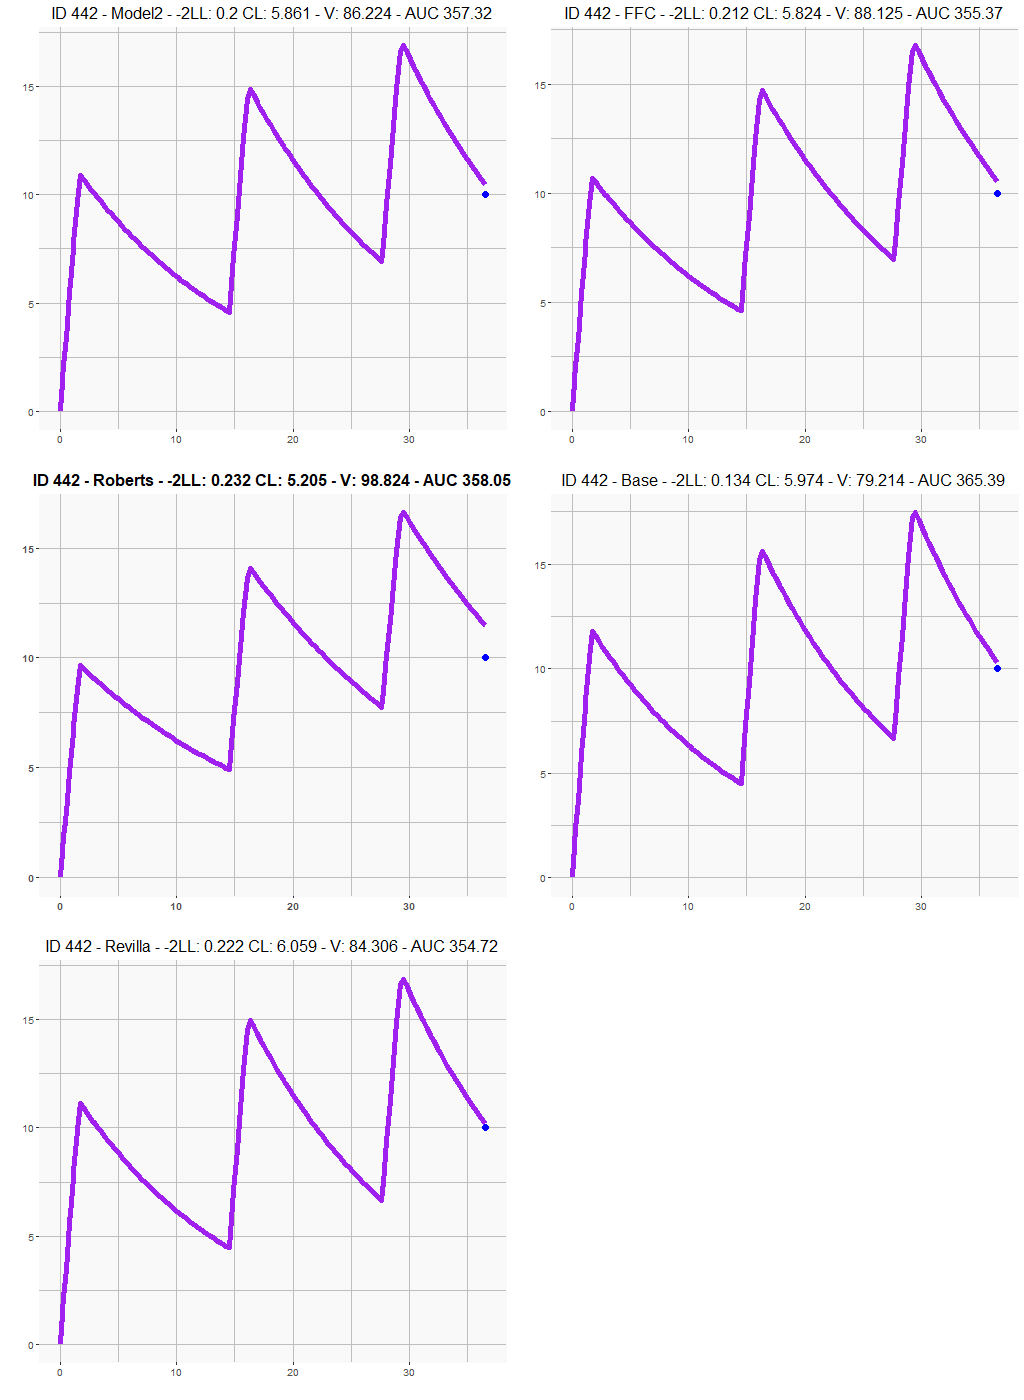 ID 442 - Model2 - -2LL: 0.2 CL: 5.861 - V: 86.224 - AUC 357.32
15
10
5
0
0 10 20 30
ID 442 - FFC - -2LL: 0.212 CL: 5.824 - V: 88.125 - AUC 355.37
15
10
5
0
0 10 20 30
ID 442 - Roberts - -2LL: 0.232 CL: 5.205 - V: 98.824 - AUC 358.05
15
10
5
0
0 10 20 30
ID 442 - Base - -2LL: 0.134 CL: 5.974 - V: 79.214 - AUC 365.39
15
10
5
0
0 10 20 30
ID 442 - Revilla - -2LL: 0.222 CL: 6.059 - V: 84.306 - AUC 354.72
15
10
5
0
0 10 20 30